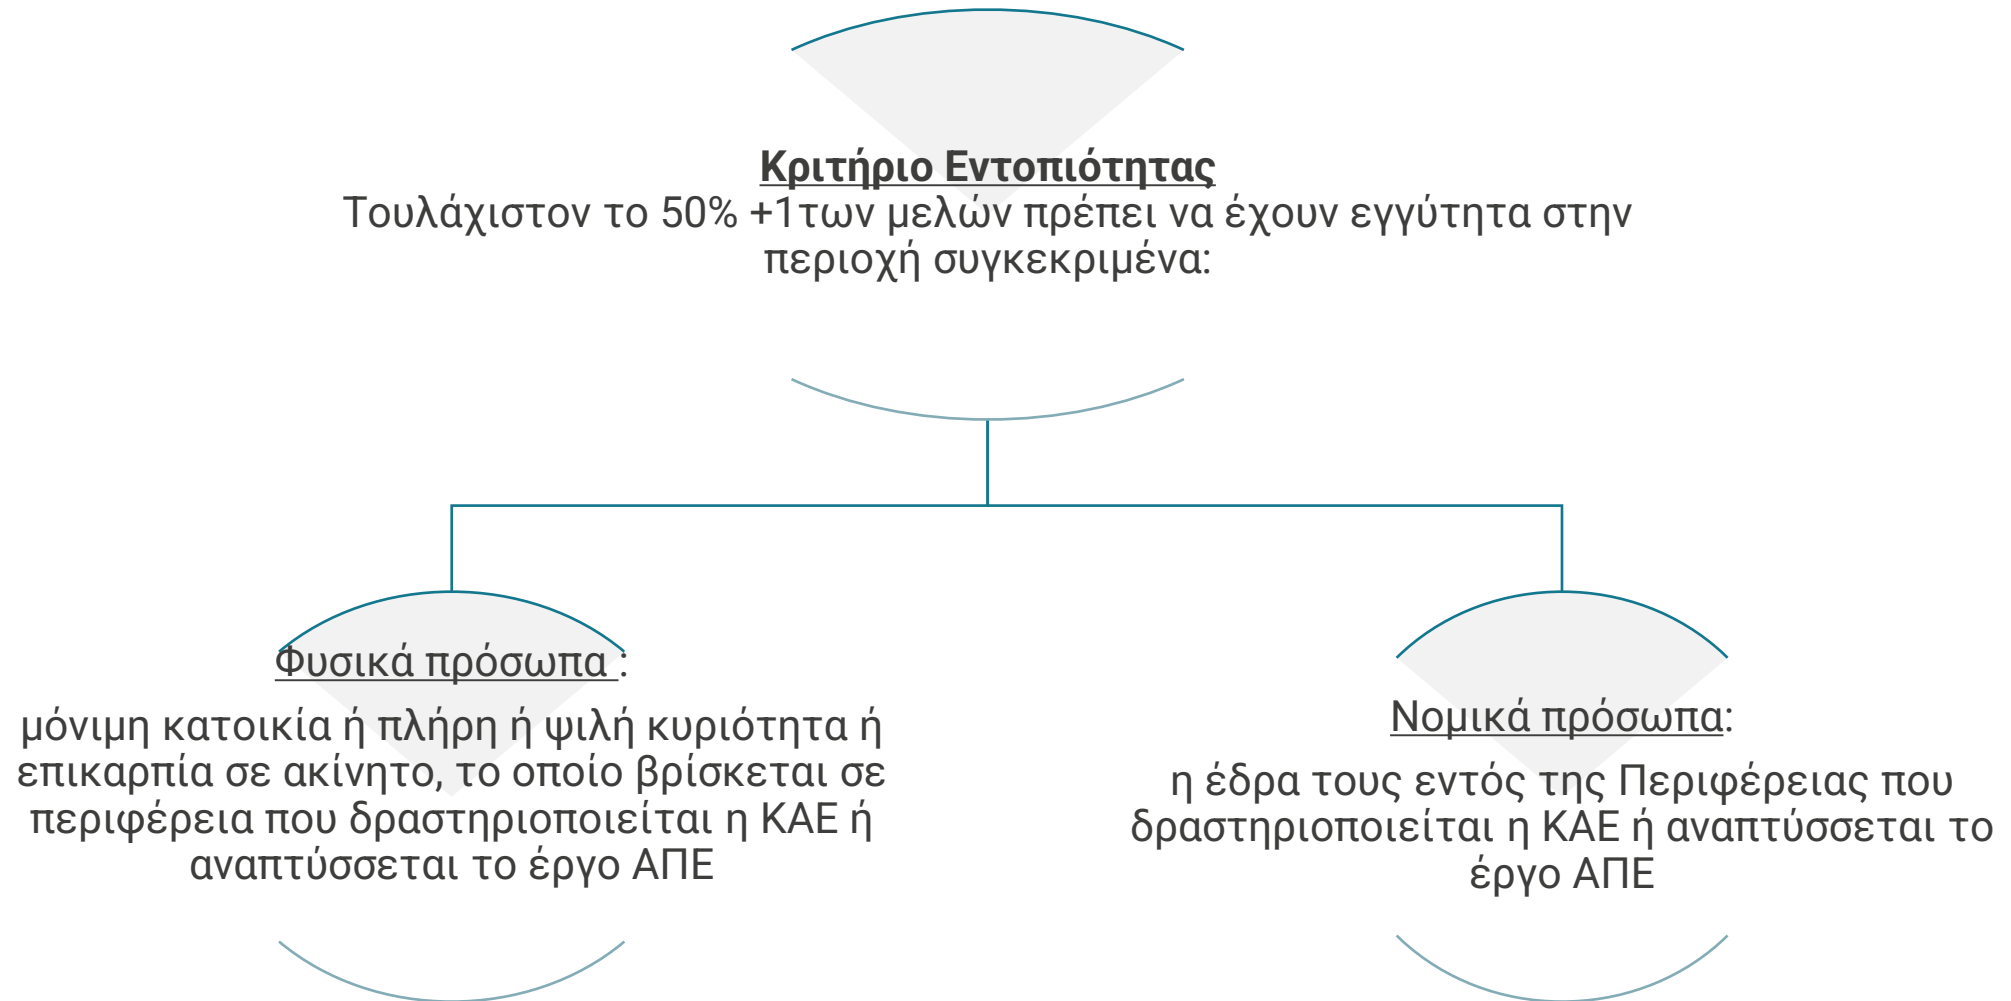 Κριτήριο Εντοπιότητας
Τουλάχιστον το 50% +1των μελών πρέπει να έχουν εγγύτητα στην
περιοχή συγκεκριμένα:
Φυσικά πρόσωπα :
μόνιμη κατοικία ή πλήρη ή ψιλή κυριότητα ή
επικαρπία σε ακίνητο, το οποίο βρίσκεται σε
περιφέρεια που δραστηριοποιείται η ΚΑΕ ή
αναπτύσσεται το έργο ΑΠΕ
Νομικά πρόσωπα:
η έδρα τους εντός της Περιφέρειας που
δραστηριοποιείται η ΚΑΕ ή αναπτύσσεται το
έργο ΑΠΕ